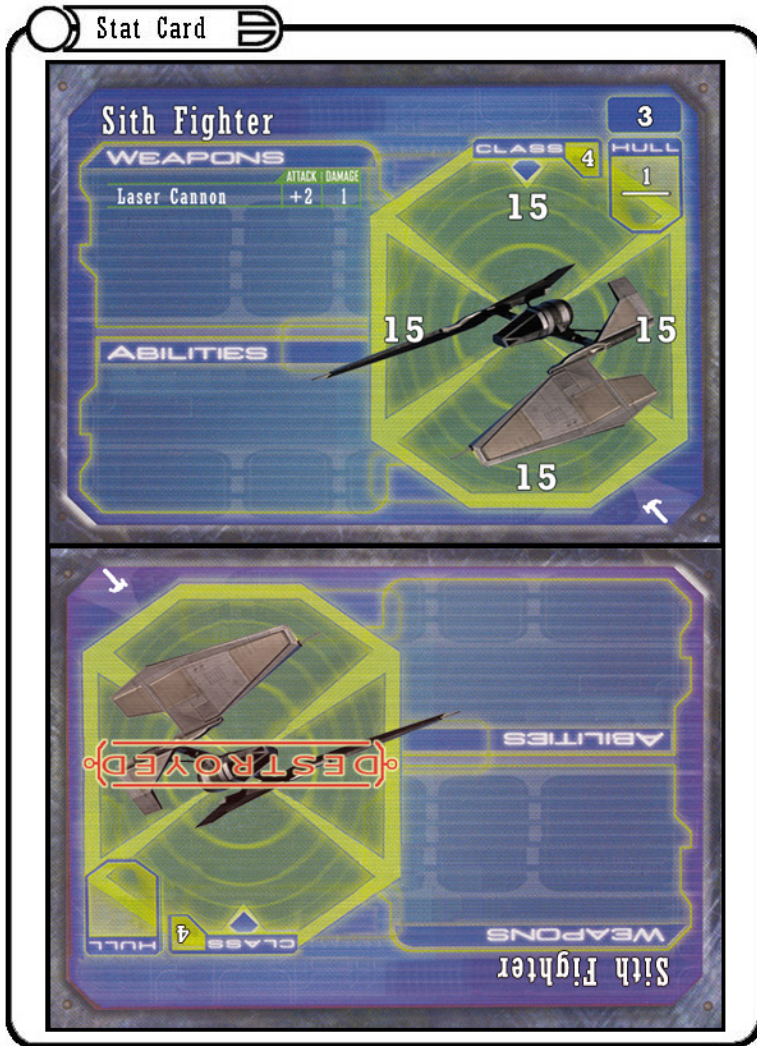 Stat Card
Sith Fighter
3
WEAPONS
CLASS 4
HULL
1
ATTACK DAMAGE
Laser Cannon +2 1
15
15
15
ABILITIES
15
ABILITIES
DESTROYED
HULL
4
CLASS
WEAPONS
Sith Fighter